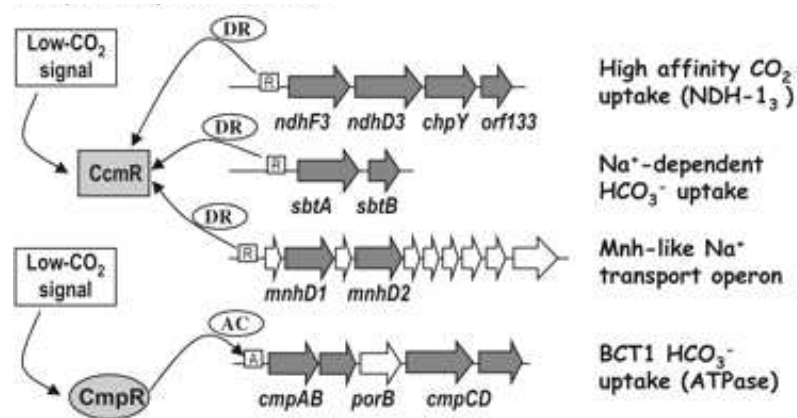 Low-CO₂
signal
DR
R
ndhF3 ndhD3 chpY orf133
High affinity CO₂
uptake (NDH-1₃)
CcmR
DR
R
sbtA sbtB
Na⁺-dependent
HCO₃⁻ uptake
DR
R
mnhD1 mnhD2
Mnh-like Na⁺
transport operon
Low-CO₂
signal
AC
A
CmpR
cmpAB porB cmpCD
BCT1 HCO₃⁻
uptake (ATPase)